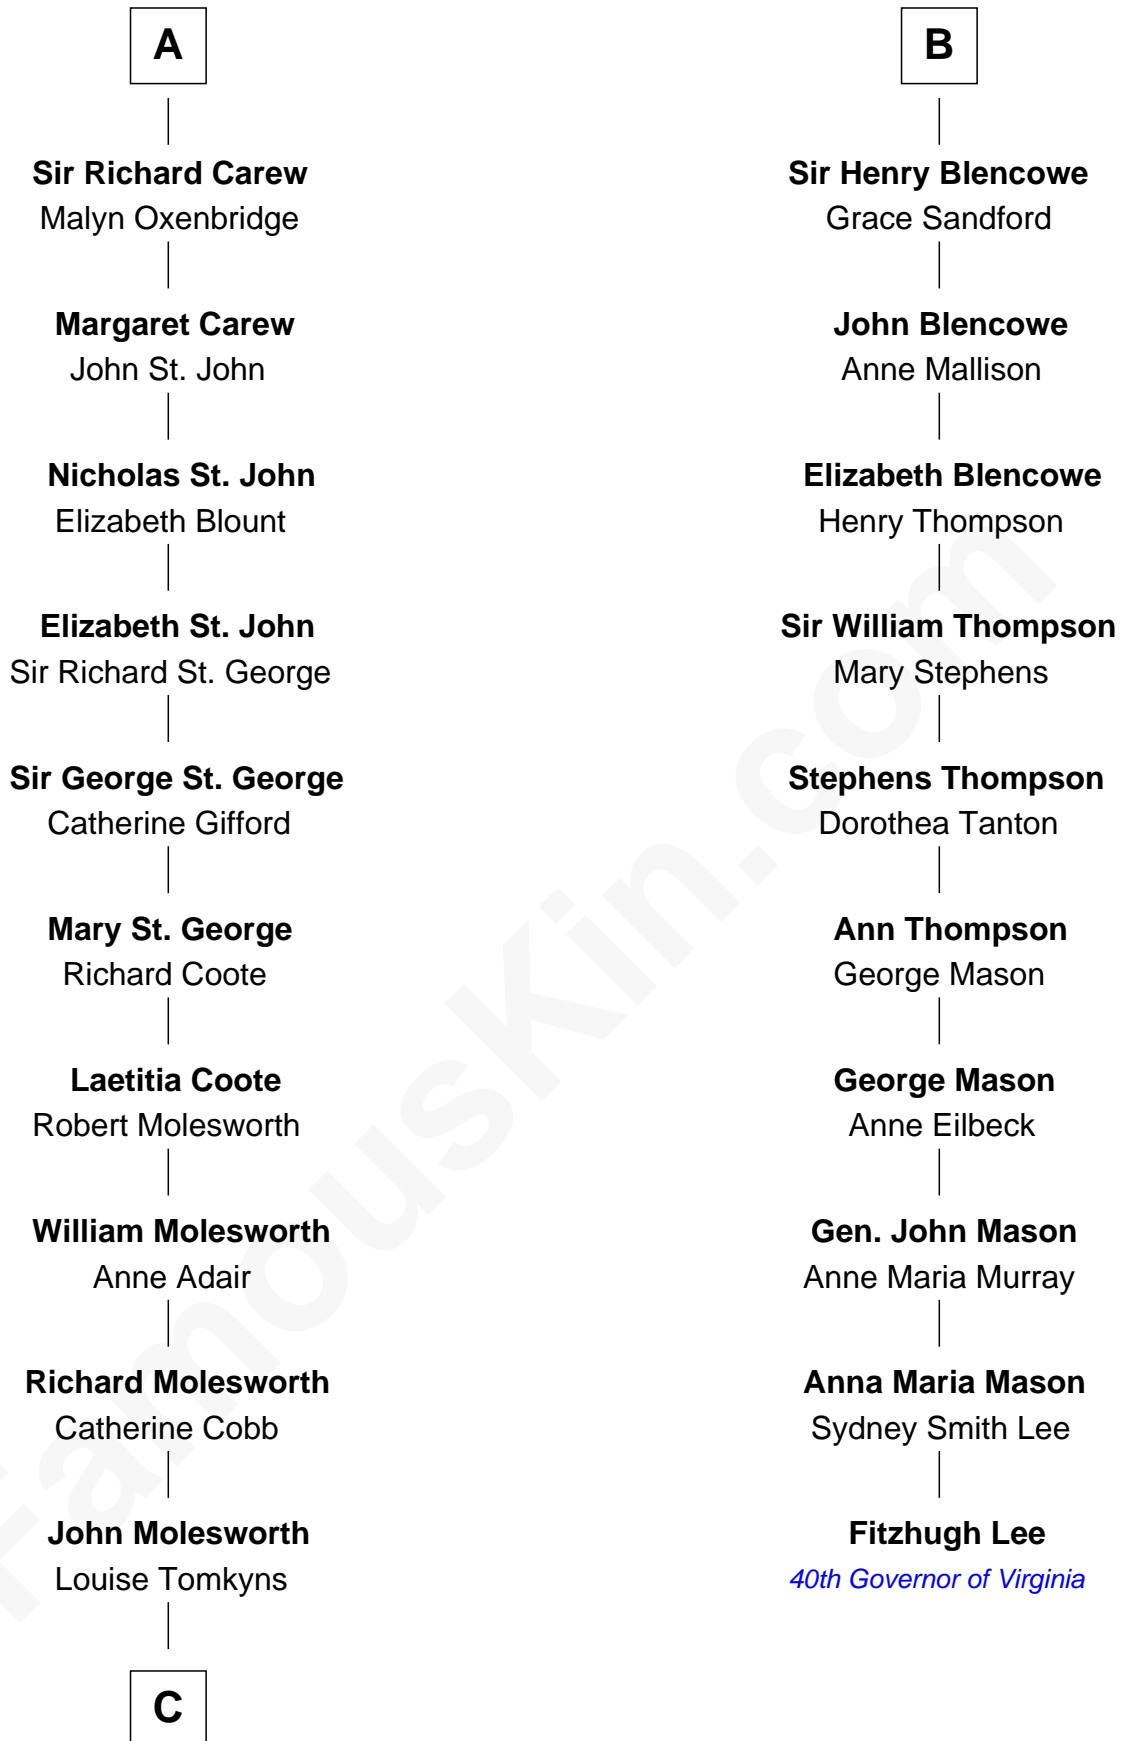 A
Sir Richard Carew
Malyn Oxenbridge
Margaret Carew
John St. John
Nicholas St. John
Elizabeth Blount
Elizabeth St. John
Sir Richard St. George
Sir George St. George
Catherine Gifford
Mary St. George
Richard Coote
Laetitia Coote
Robert Molesworth
William Molesworth
Anne Adair
Richard Molesworth
Catherine Cobb
John Molesworth
Louise Tomkyns
C
B
Sir Henry Blencowe
Grace Sandford
John Blencowe
Anne Mallison
Elizabeth Blencowe
Henry Thompson
Sir William Thompson
Mary Stephens
Stephens Thompson
Dorothea Tanton
Ann Thompson
George Mason
George Mason
Anne Eilbeck
Gen. John Mason
Anne Maria Murray
Anna Maria Mason
Sydney Smith Lee
Fitzhugh Lee
40th Governor of Virginia
FamousKin.com